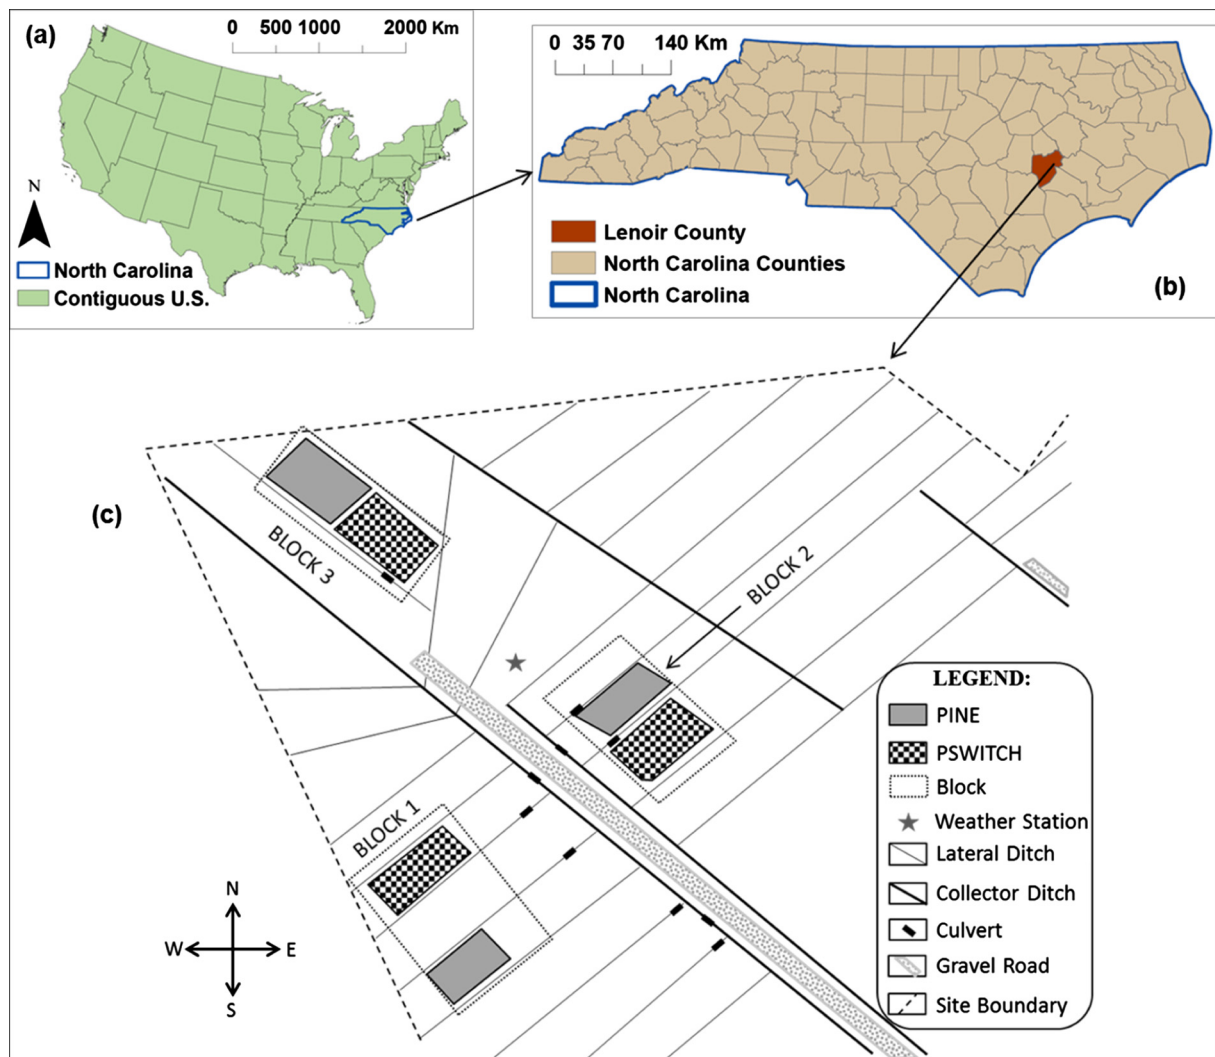 (a)
0 500 1000 2000 Km
N
North Carolina
Contiguous U.S.
0 35 70 140 Km
Lenoir County
North Carolina Counties
North Carolina
(b)
(c)
BLOCK 3
BLOCK 2
BLOCK 1
N
W E
S
LEGEND:
PINE
PSWITCH
Block
Weather Station
Lateral Ditch
Collector Ditch
Culvert
Gravel Road
Site Boundary